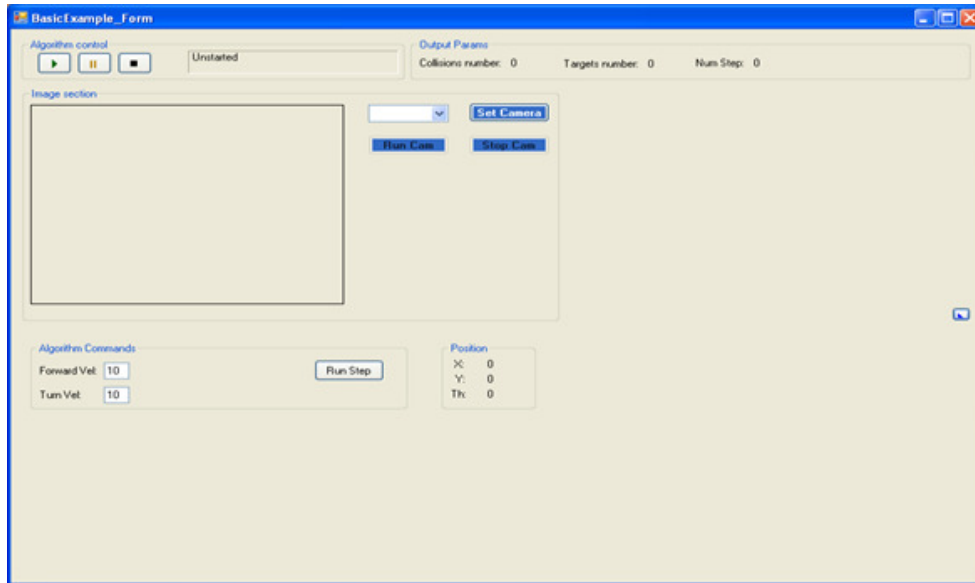 BasicExample_Form
Algorithm control
Unstarted
Output Params
Collisions number: 0
Targets number: 0
Num Step: 0
Image section
Set Camera
Run Cam
Stop Cam
Algorithm Commands
Forward Vel: 10
Turn Vel: 10
Run Step
Position
X: 0
Y: 0
Th: 0